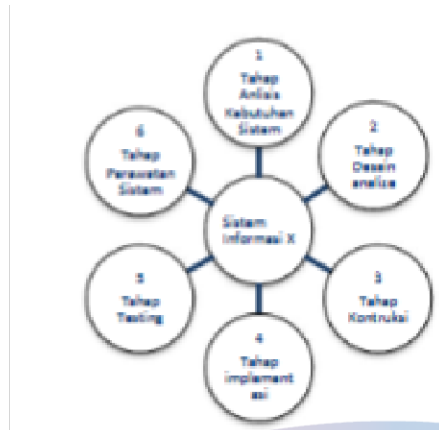 1
Tahap
Anlisis
Kebutuhan
Sistem
2
Tahap
Desain
analisa
3
Tahap
Kontruksi
4
Tahap
implement
asi
5
Tahap
Testing
6
Tahap
Perawatan
Sistem
Sistem
Informasi X